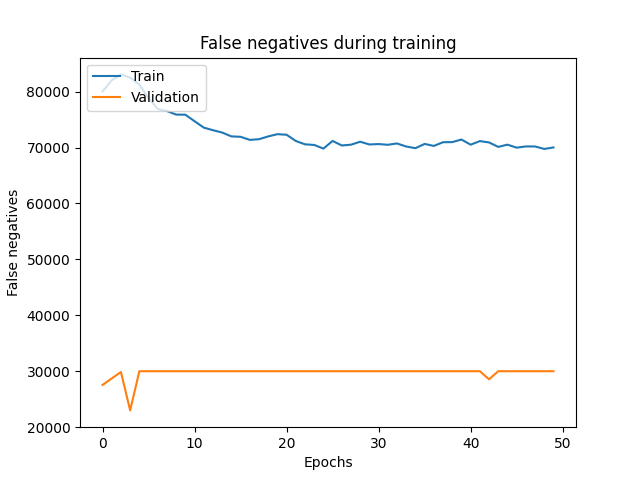 False negatives during training
Train
Validation
False negatives
80000
70000
60000
50000
40000
30000
20000
0
10
20
30
40
50
Epochs